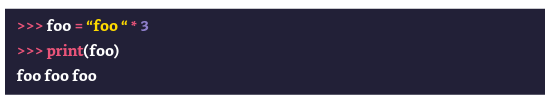 >>> foo = “foo “ * 3
>>> print(foo)
foo foo foo